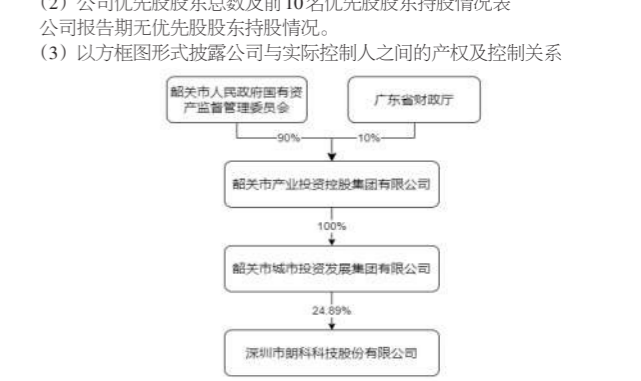 （2）公司优先股股东总数及前10名优先股股东持股情况表
公司报告期无优先股股东持股情况。
（3）以方框图形式披露公司与实际控制人之间的产权及控制关系
韶关市人民政府国有资
产监督管理委员会
广东省财政厅
90%
10%
韶关市产业投资控股集团有限公司
100%
韶关市城市投资发展集团有限公司
24.89%
深圳市朗科科技股份有限公司